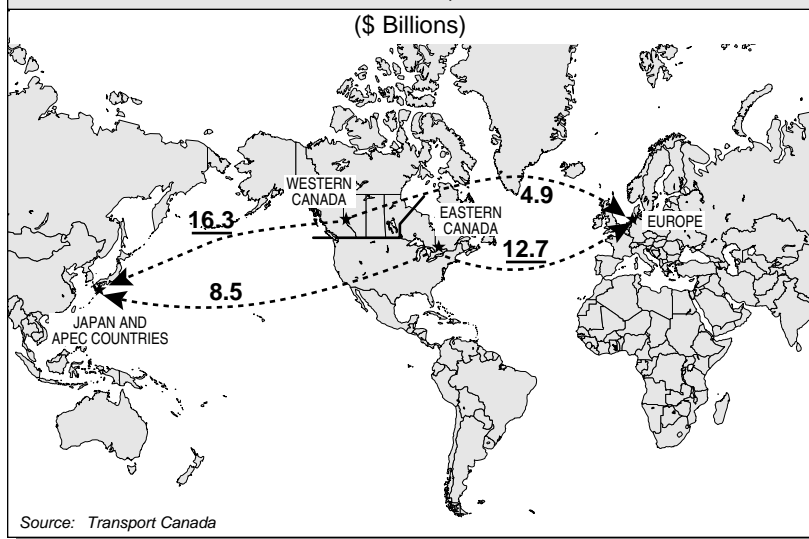 ($ Billions)
WESTERN
CANADA
4.9
16.3
EASTERN
CANADA
EUROPE
12.7
8.5
JAPAN AND
APEC COUNTRIES
Source: Transport Canada